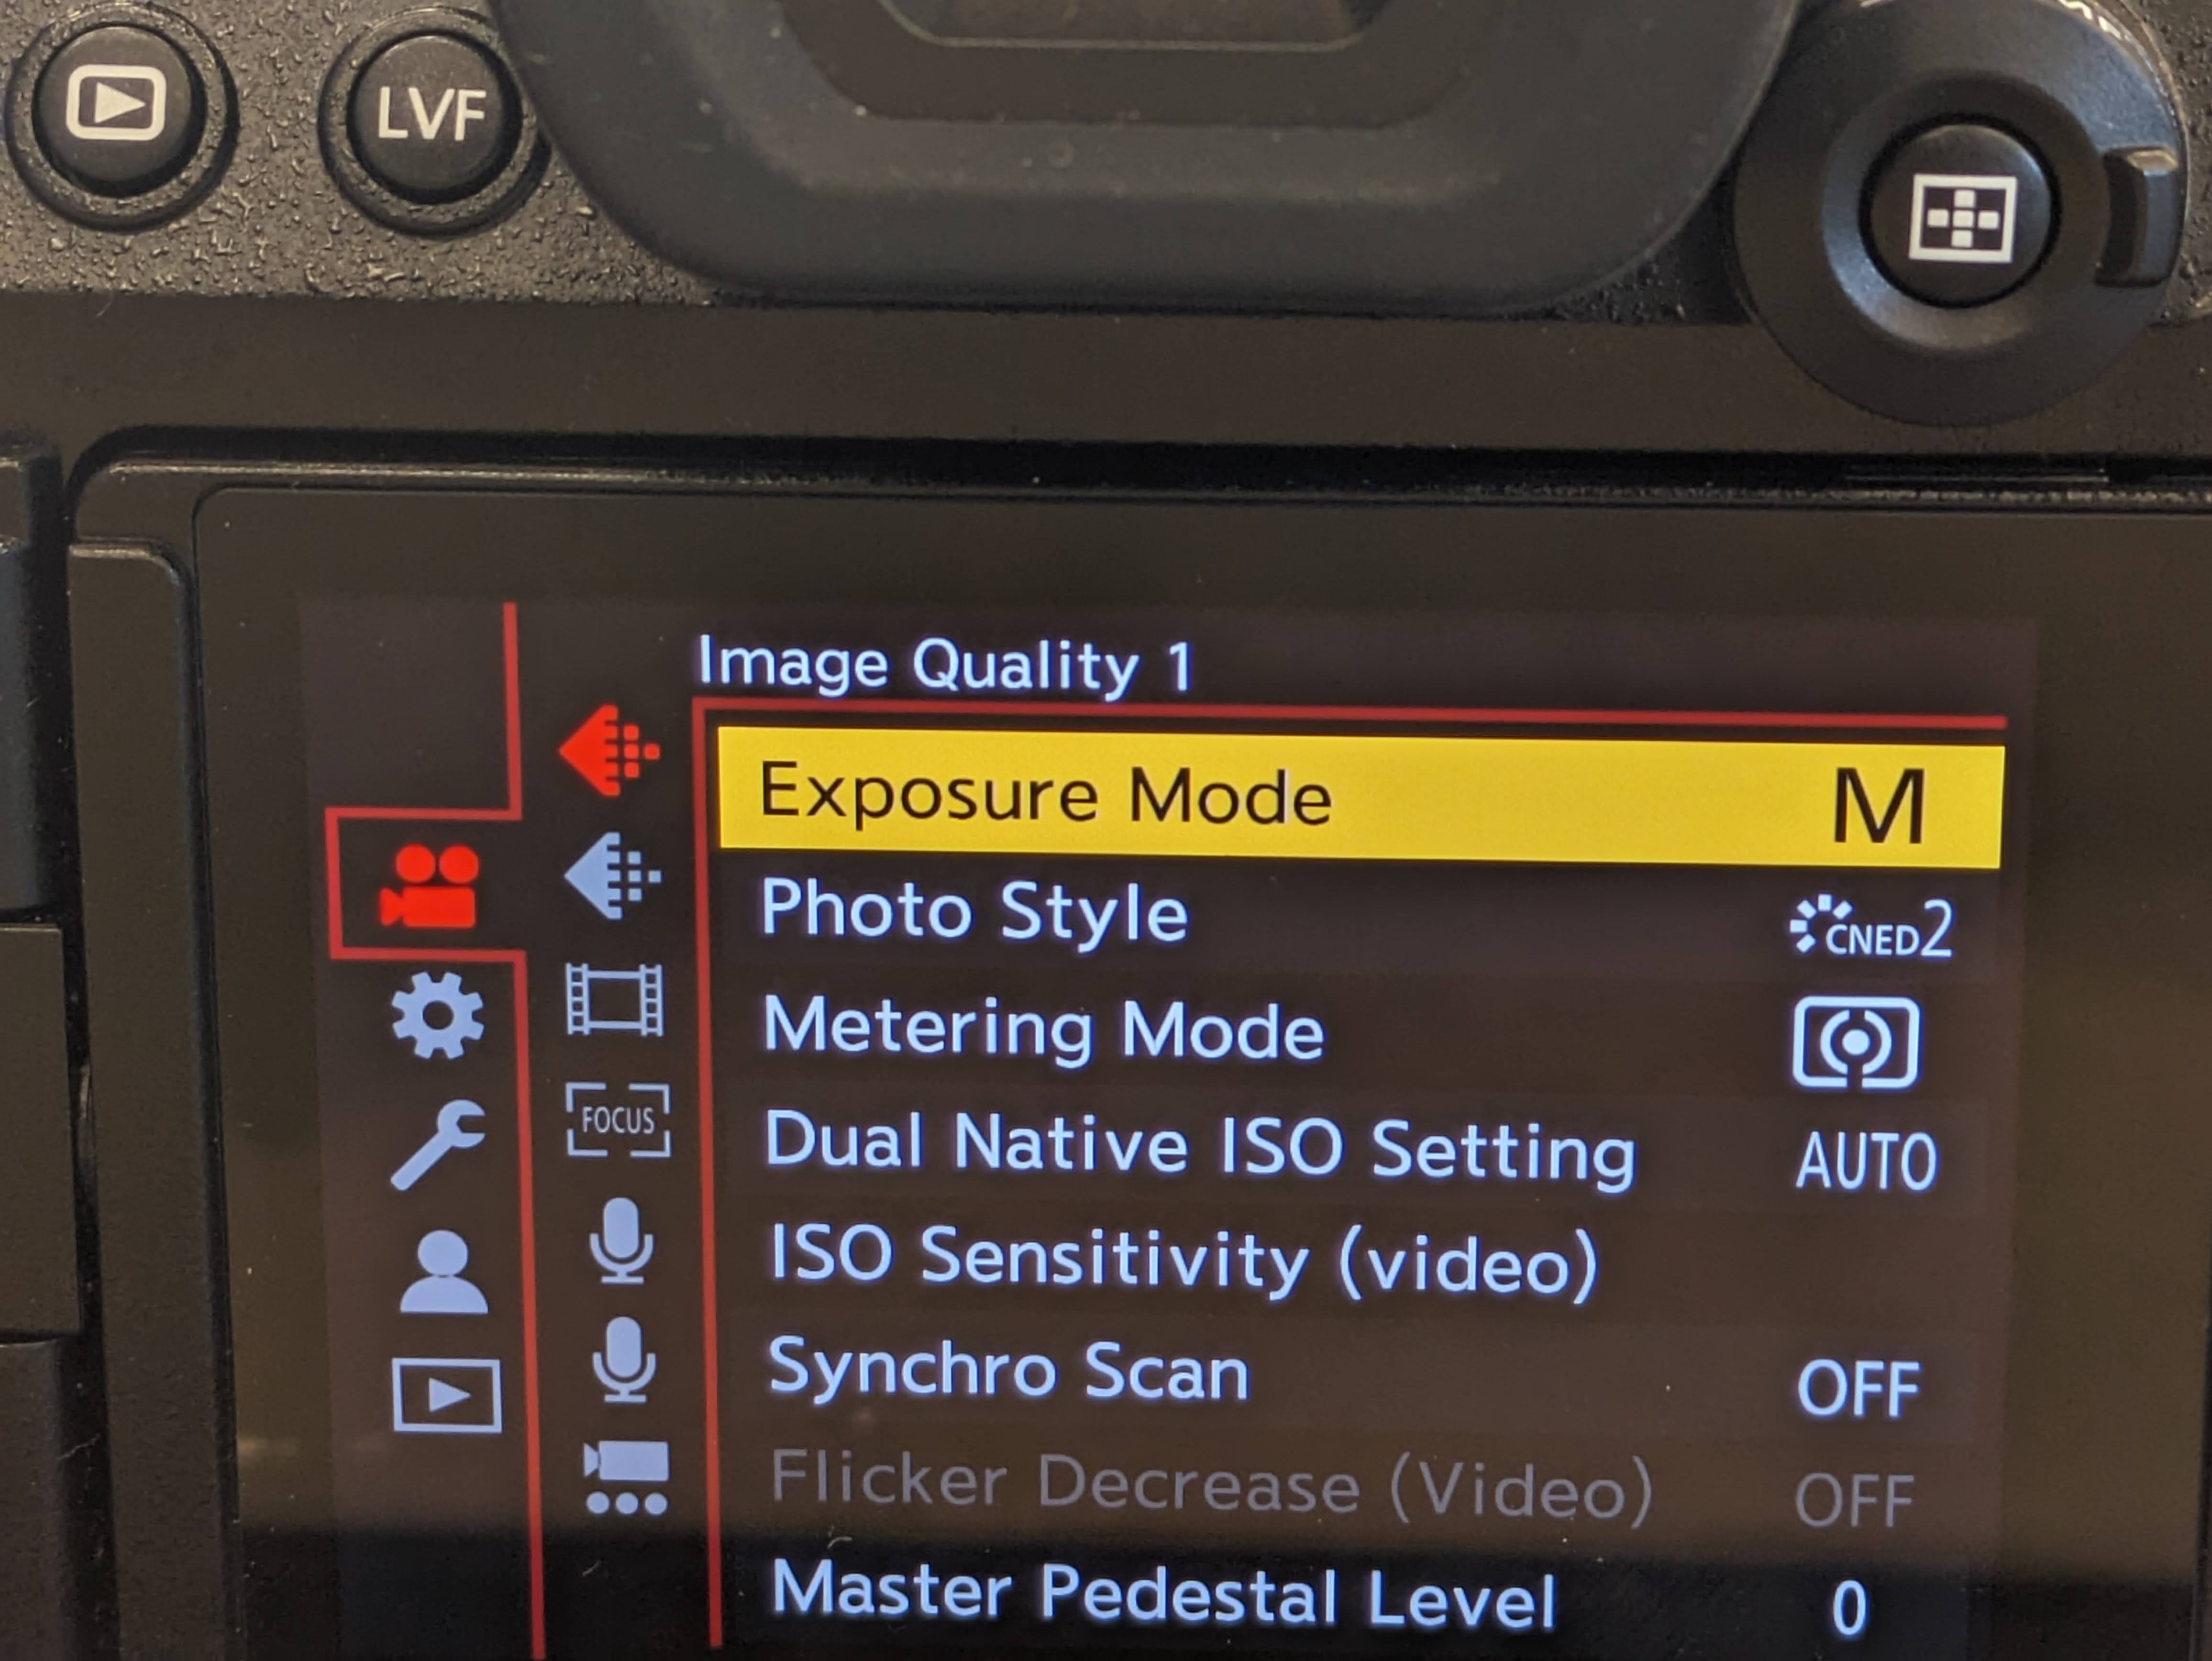 LVF
Image Quality 1
Exposure Mode M
Photo Style CNED2
Metering Mode
FOCUS
Dual Native ISO Setting AUTO
ISO Sensitivity (video)
Synchro Scan OFF
Flicker Decrease (Video) OFF
Master Pedestal Level 0